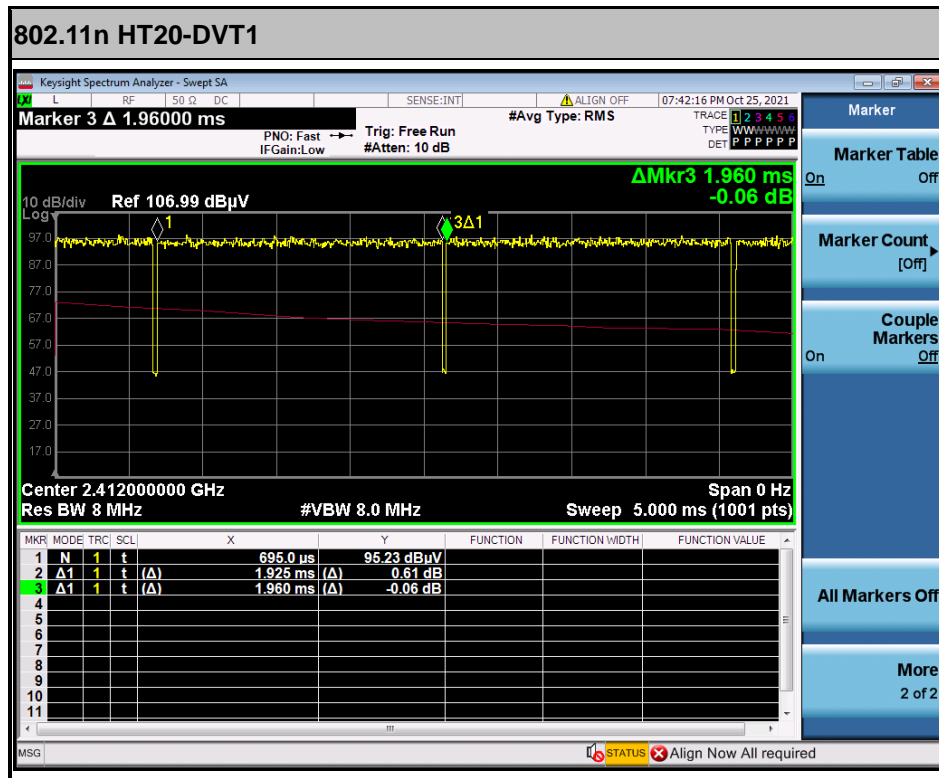 802.11n HT20-DVT1
Keysight Spectrum Analyzer - Swept SA
LXI L RF 50 Ω DC SENSE:INT ALIGN OFF 07:42:16 PM Oct 25, 2021
Marker 3 Δ 1.96000 ms
PNO: Fast
IFGain:Low
Trig: Free Run
#Atten: 10 dB
#Avg Type: RMS
TRACE 1 2 3 4 5 6
TYPE WWWWWW
DET P P P P P P
ΔMkr3 1.960 ms
-0.06 dB
10 dB/div Ref 106.99 dBµV
Log
97.0
87.0
77.0
67.0
57.0
47.0
37.0
27.0
17.0
1
3Δ1
Center 2.412000000 GHz Span 0 Hz
Res BW 8 MHz #VBW 8.0 MHz Sweep 5.000 ms (1001 pts)
MKR MODE TRC SCL X Y FUNCTION FUNCTION WIDTH FUNCTION VALUE
1 N 1 t 695.0 µs 95.23 dBµV
2 Δ1 1 t (Δ) 1.925 ms (Δ) 0.61 dB
3 Δ1 1 t (Δ) 1.960 ms (Δ) -0.06 dB
4
5
6
7
8
9
10
11
MSG STATUS Align Now All required
Marker
Marker Table
On Off
Marker Count
[Off]
Couple
Markers
On Off
All Markers Off
More
2 of 2